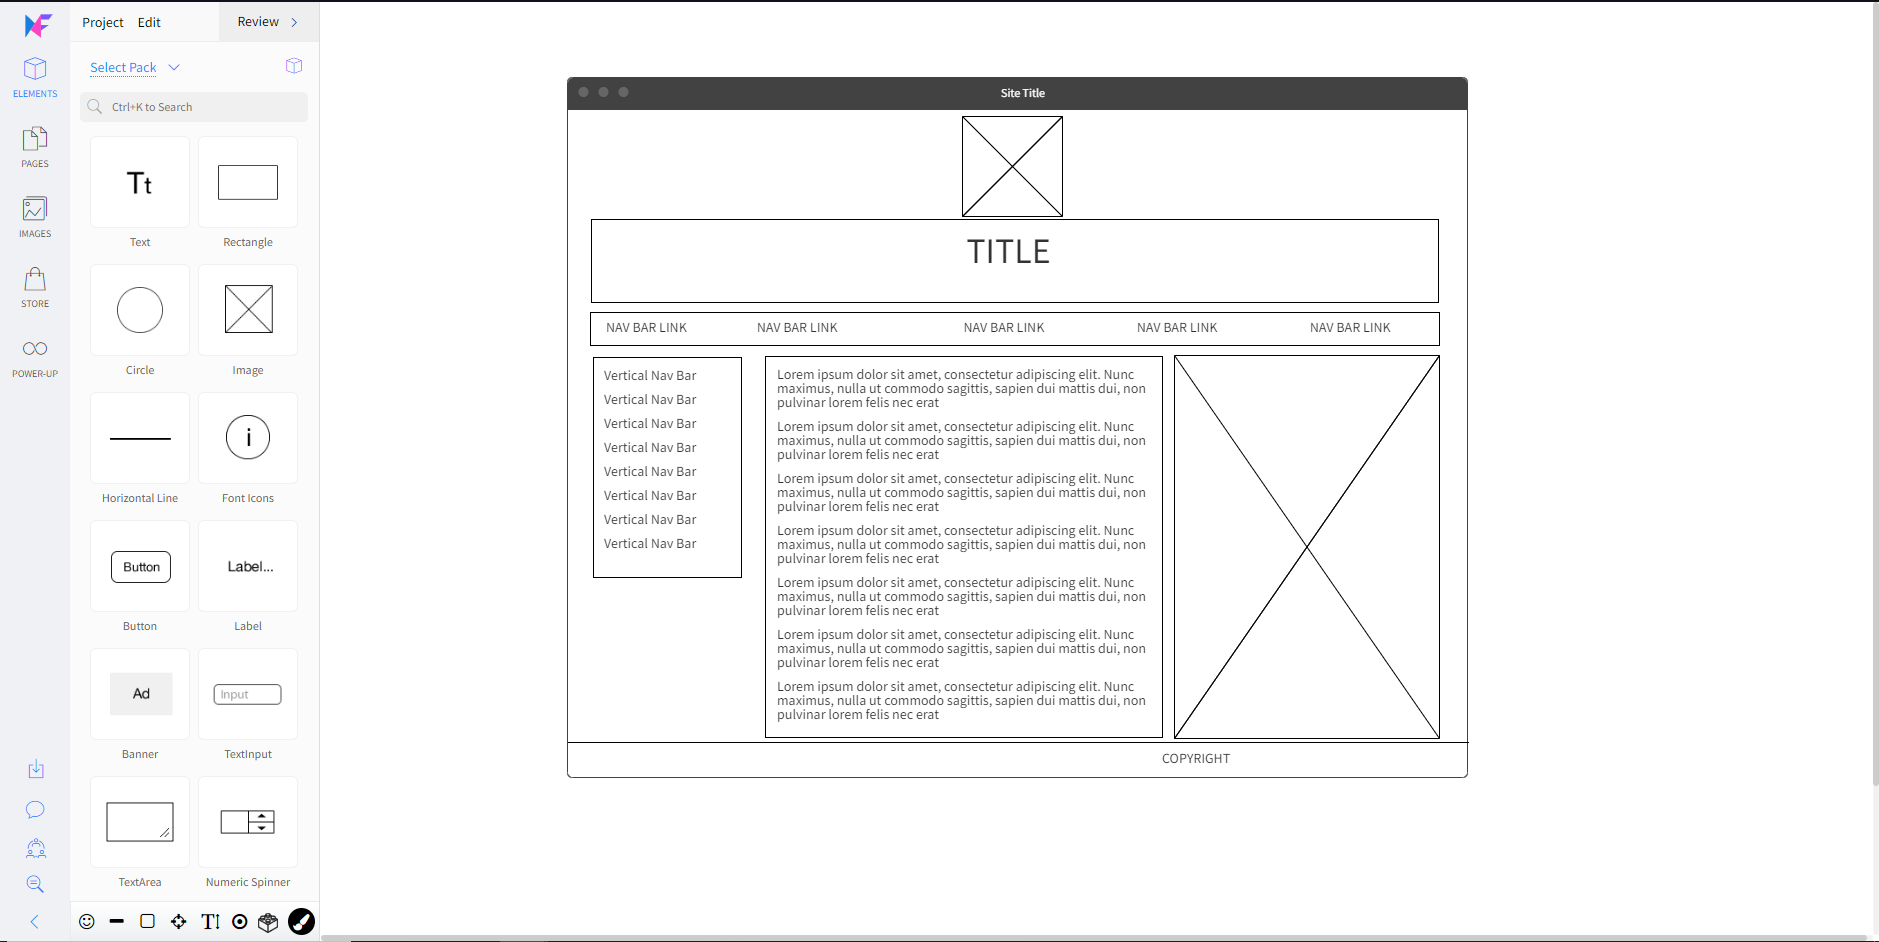 Project Edit Review
Select Pack
ELEMENTS
Ctrl+K to Search
PAGES
IMAGES
STORE
POWER-UP
Tt
Text Rectangle
Circle Image
i
Horizontal Line Font Icons
Button Label...
Button Label
Ad Input
Banner TextInput
TextArea Numeric Spinner
T
Site Title
TITLE
NAV BAR LINK NAV BAR LINK NAV BAR LINK NAV BAR LINK NAV BAR LINK
Vertical Nav Bar
Vertical Nav Bar
Vertical Nav Bar
Vertical Nav Bar
Vertical Nav Bar
Vertical Nav Bar
Vertical Nav Bar
Vertical Nav Bar
Lorem ipsum dolor sit amet, consectetur adipiscing elit. Nunc
maximus, nulla ut commodo sagittis, sapien dui mattis dui, non
pulvinar lorem felis nec erat
Lorem ipsum dolor sit amet, consectetur adipiscing elit. Nunc
maximus, nulla ut commodo sagittis, sapien dui mattis dui, non
pulvinar lorem felis nec erat
Lorem ipsum dolor sit amet, consectetur adipiscing elit. Nunc
maximus, nulla ut commodo sagittis, sapien dui mattis dui, non
pulvinar lorem felis nec erat
Lorem ipsum dolor sit amet, consectetur adipiscing elit. Nunc
maximus, nulla ut commodo sagittis, sapien dui mattis dui, non
pulvinar lorem felis nec erat
Lorem ipsum dolor sit amet, consectetur adipiscing elit. Nunc
maximus, nulla ut commodo sagittis, sapien dui mattis dui, non
pulvinar lorem felis nec erat
Lorem ipsum dolor sit amet, consectetur adipiscing elit. Nunc
maximus, nulla ut commodo sagittis, sapien dui mattis dui, non
pulvinar lorem felis nec erat
Lorem ipsum dolor sit amet, consectetur adipiscing elit. Nunc
maximus, nulla ut commodo sagittis, sapien dui mattis dui, non
pulvinar lorem felis nec erat
COPYRIGHT